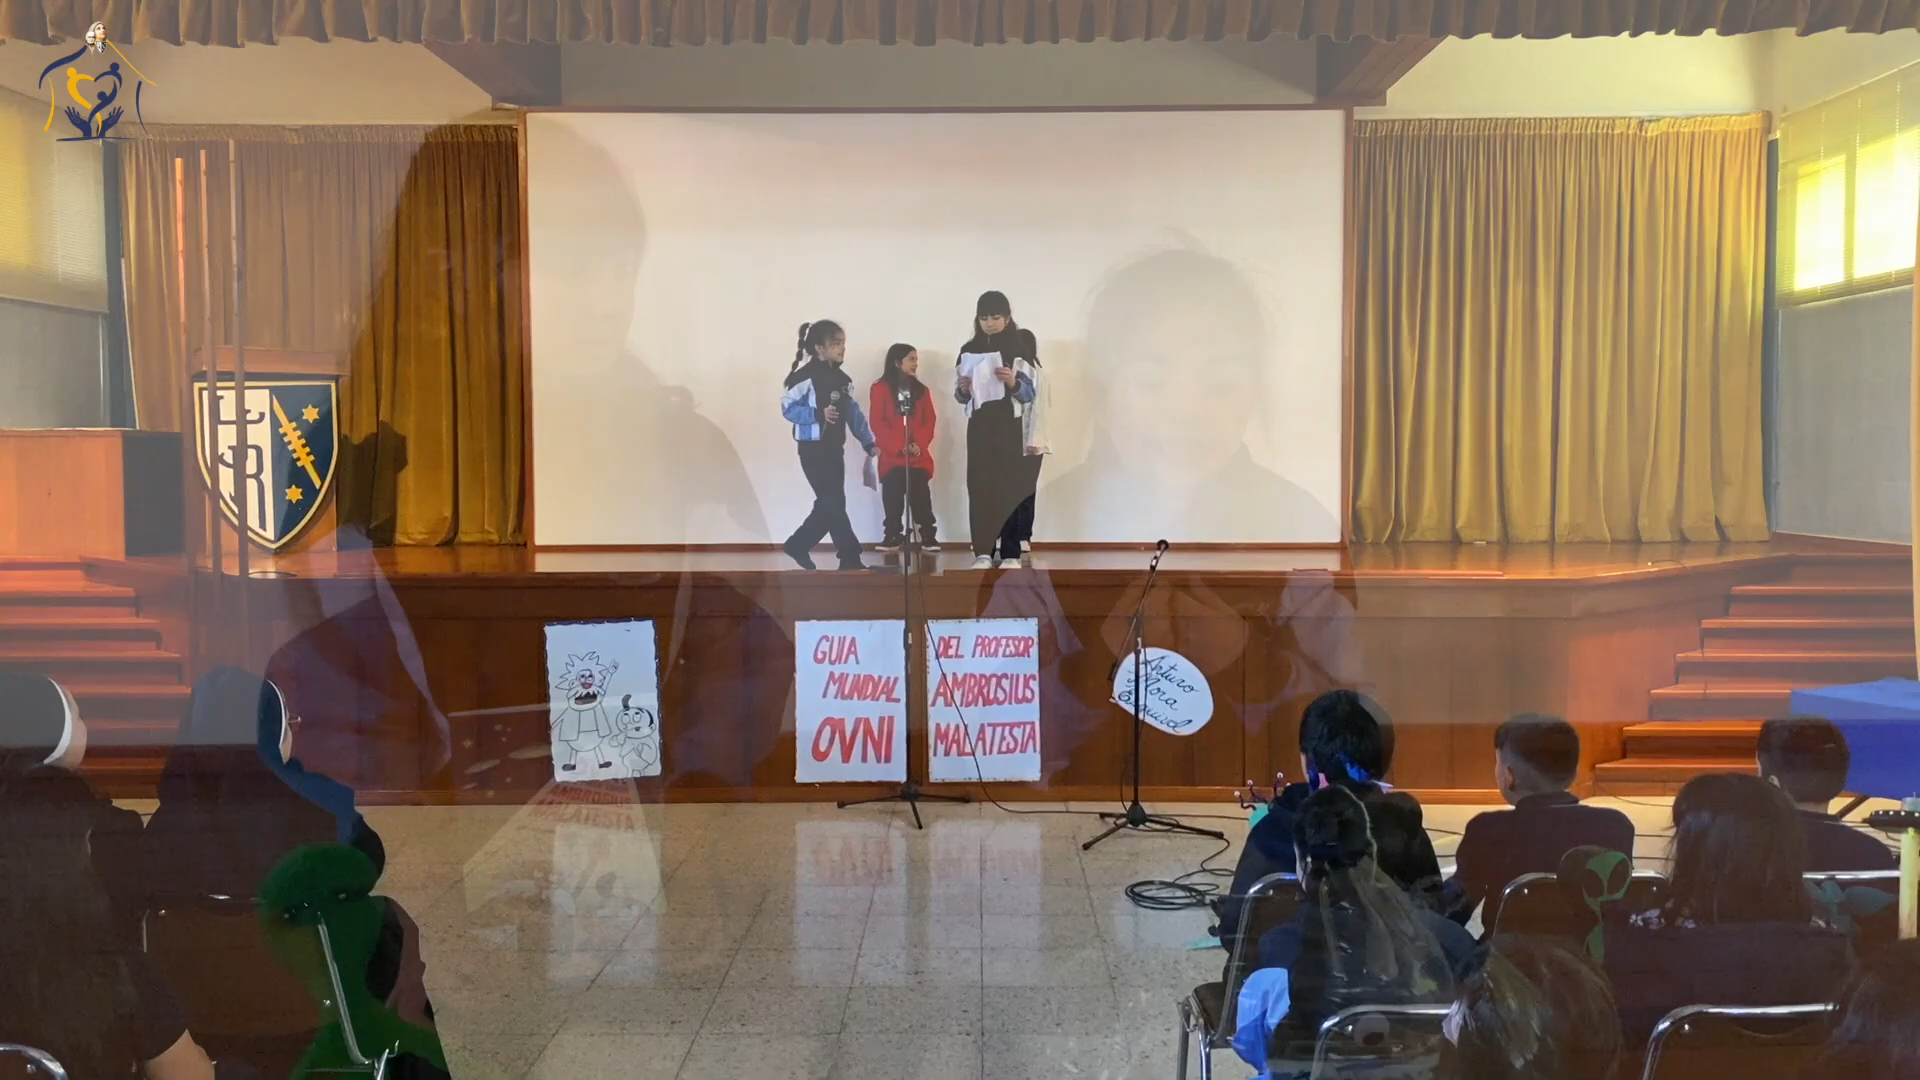 GUIA
MUNDIAL
OVNI
DEL PROFESOR
AMBROSIUS
MALATESTA
Arturo
Mora